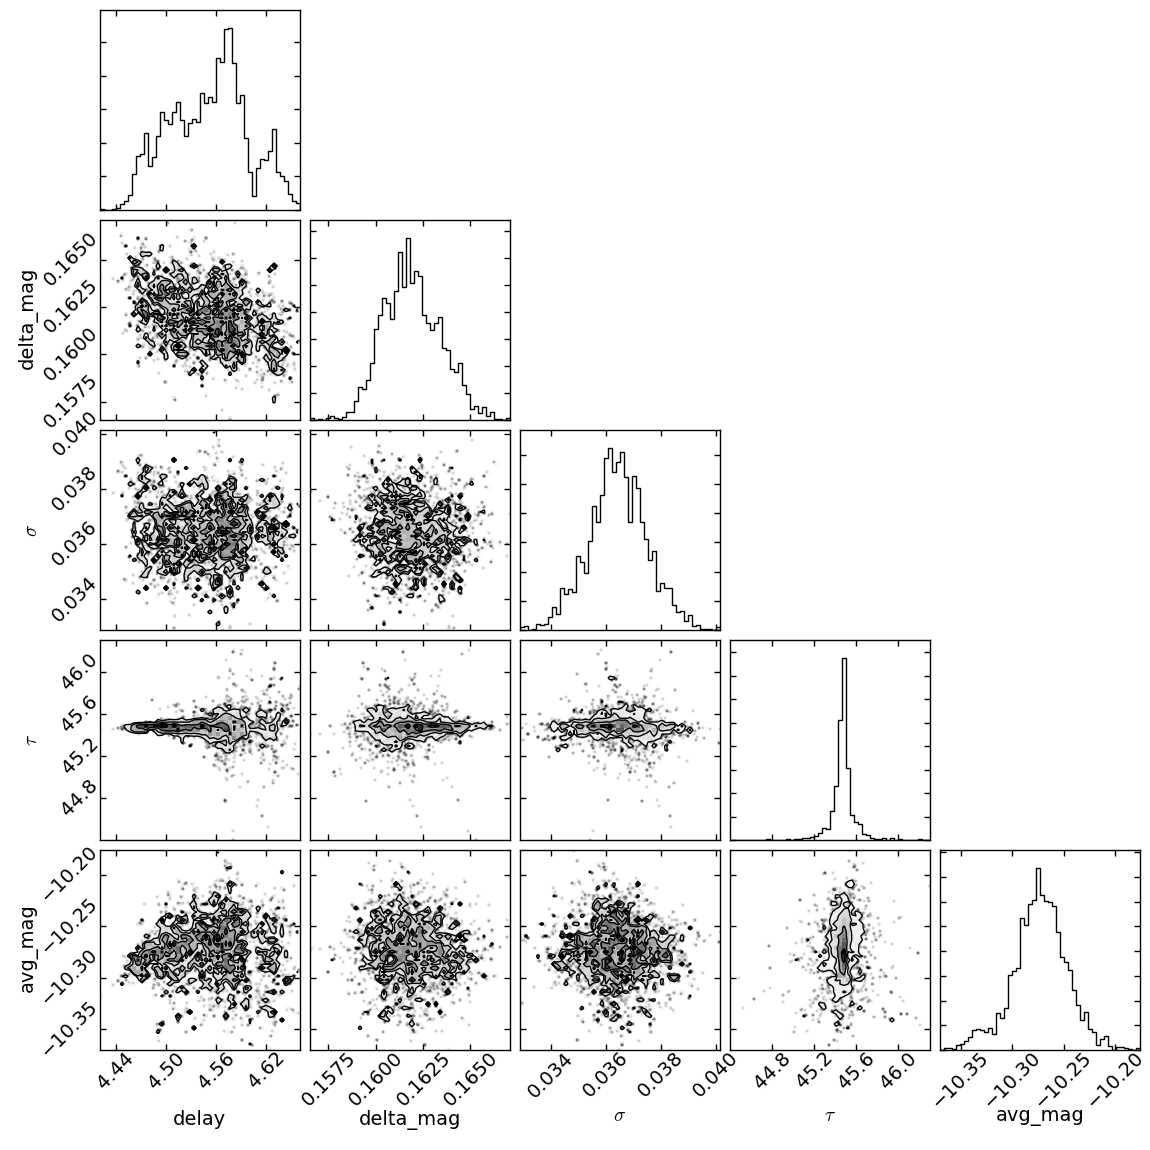 delta_mag
0.1650
0.1625
0.1600
0.1575
σ
0.040
0.038
0.036
0.034
τ
46.0
45.6
45.2
44.8
avg_mag
−10.20
−10.25
−10.30
−10.35
4.44 4.50 4.56 4.62
0.1575 0.1600 0.1625 0.1650
0.034 0.036 0.038 0.040
44.8 45.2 45.6 46.0
−10.35 −10.30 −10.25 −10.20
delay delta_mag σ τ avg_mag